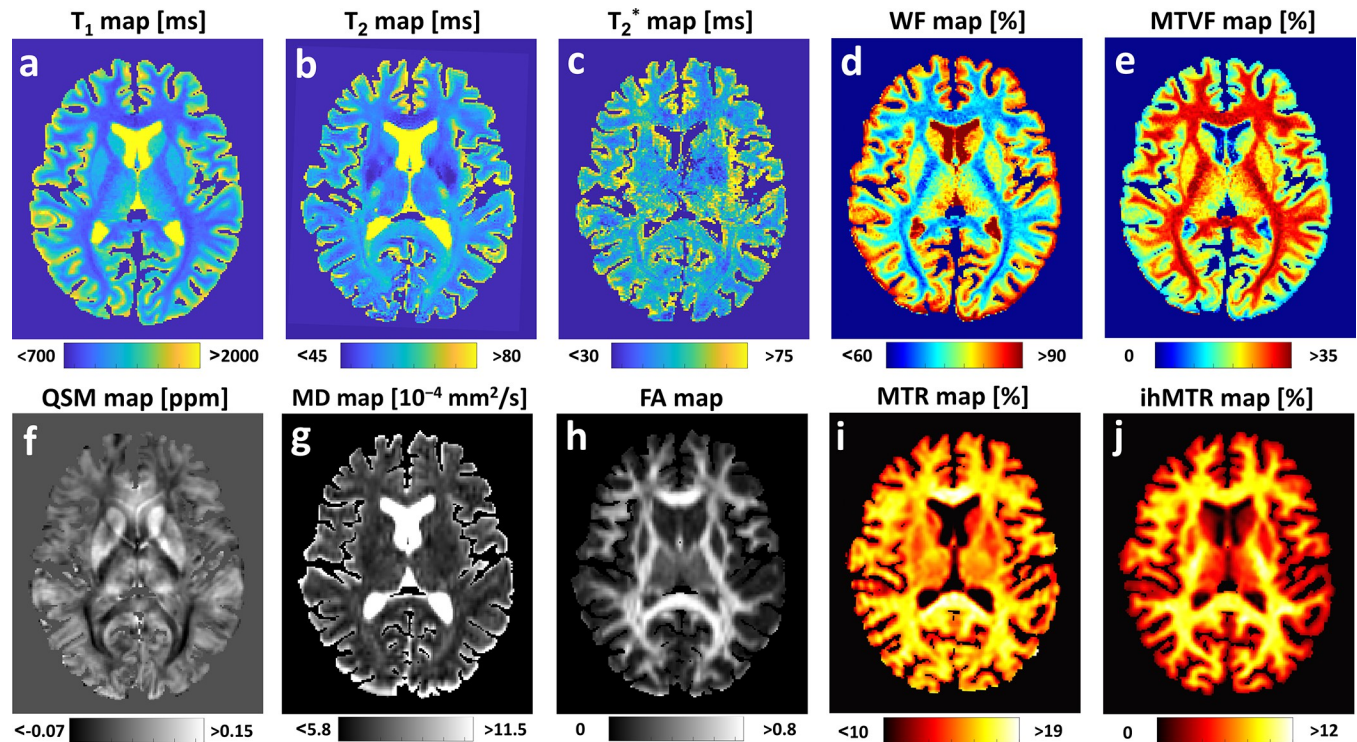 T₁ map [ms] T₂ map [ms] T₂* map [ms] WF map [%] MTVF map [%]
a b c d e
<700 >2000 <45 >80 <30 >75 <60 >90 0 >35
QSM map [ppm] MD map [10⁻⁴ mm²/s] FA map MTR map [%] ihMTR map [%]
f g h i j
<-0.07 >0.15 <5.8 >11.5 0 >0.8 <10 >19 0 >12